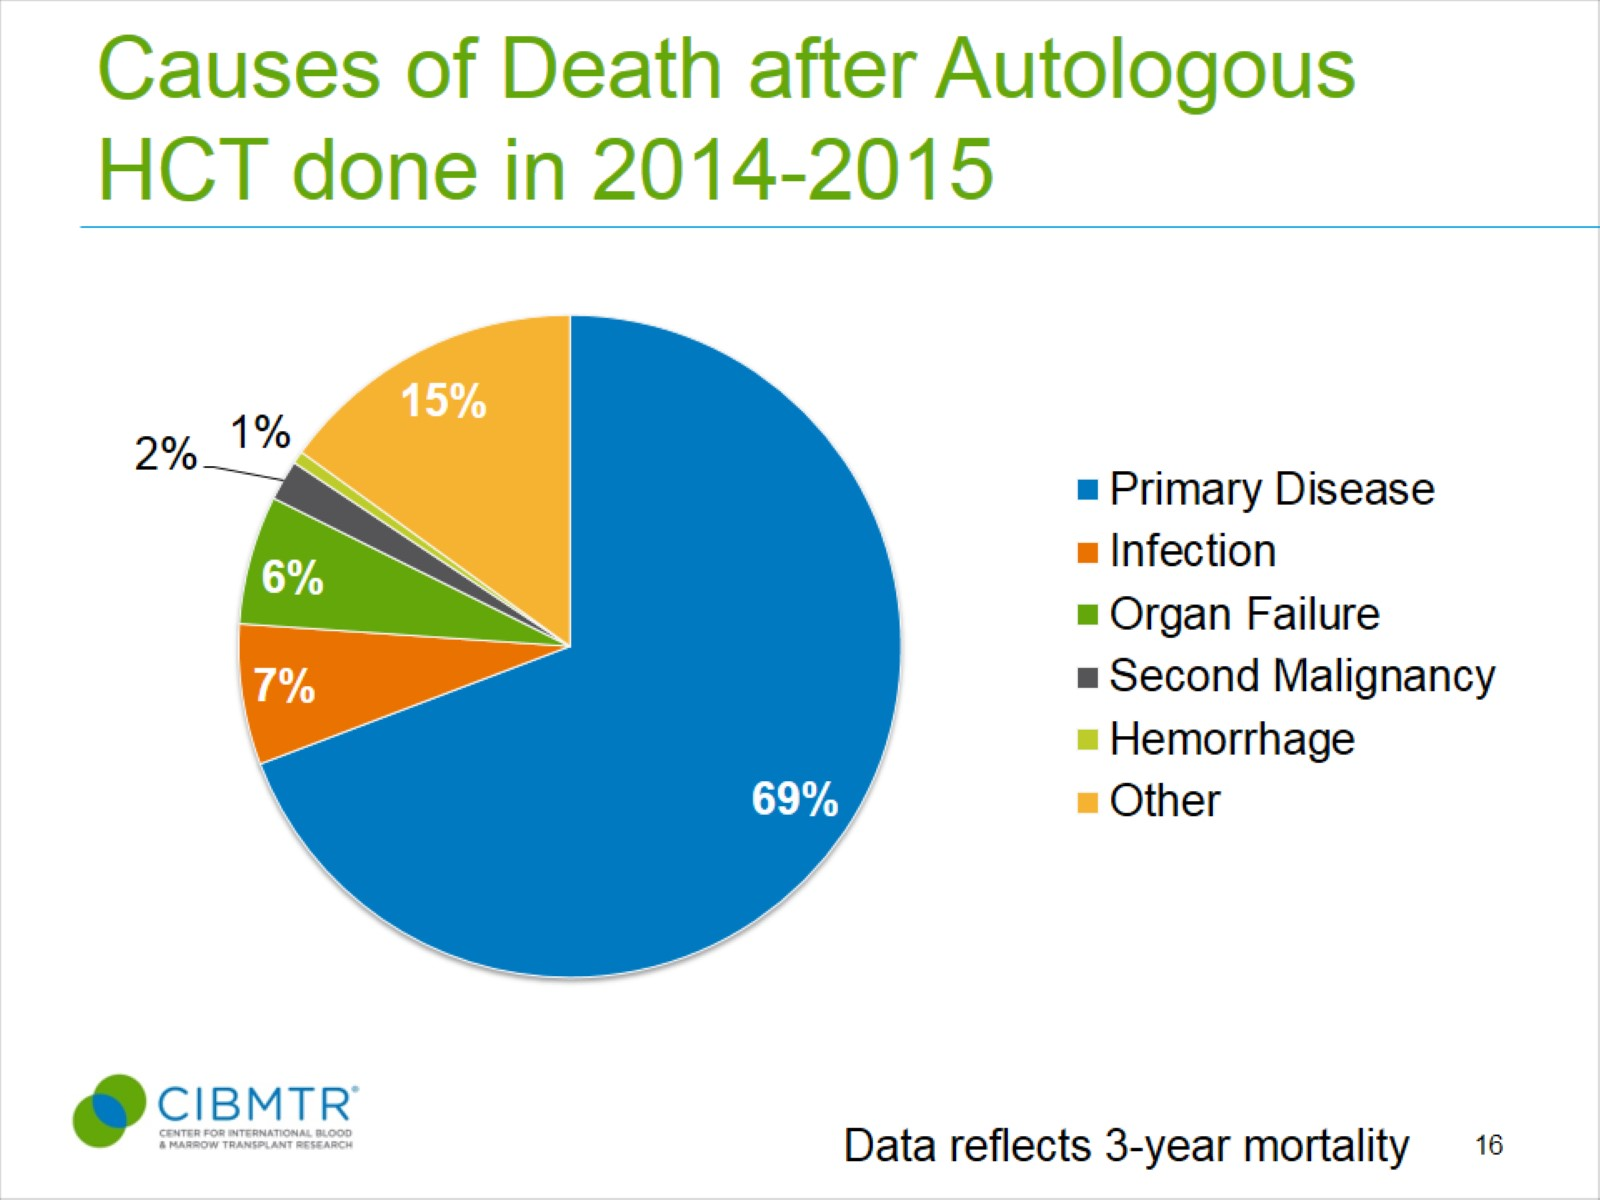 Causes of Death after Autologous
HCT done in 2014-2015
15%
1%
2%
6%
7%
69%
Primary Disease
Infection
Organ Failure
Second Malignancy
Hemorrhage
Other
CIBMTR®
CENTER FOR INTERNATIONAL BLOOD
& MARROW TRANSPLANT RESEARCH
Data reflects 3-year mortality
16